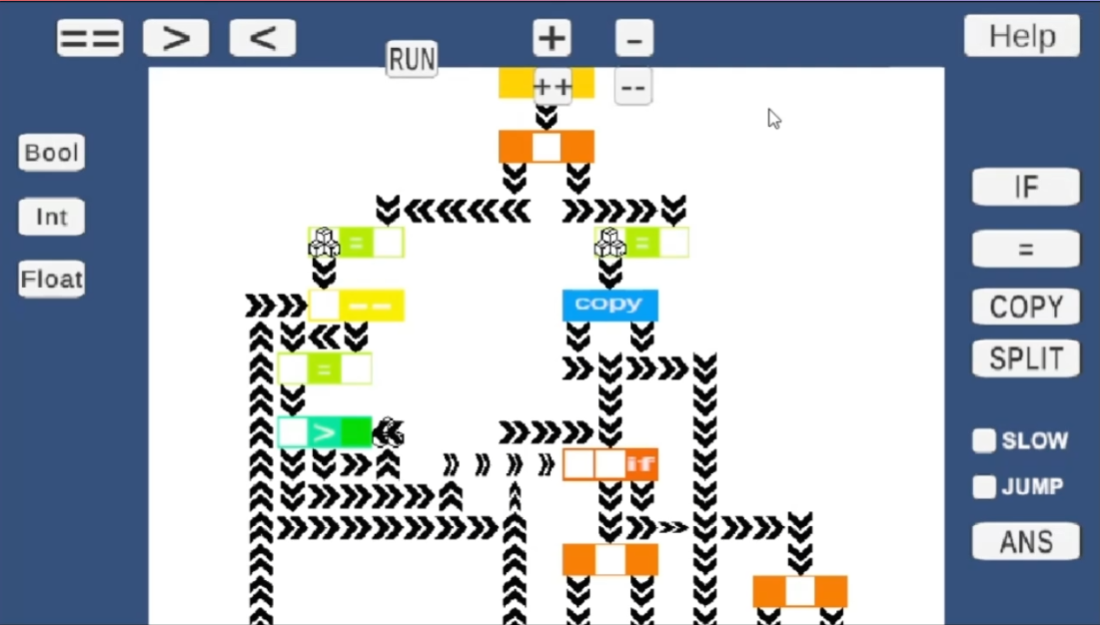 == > < + - Help
RUN
++ --
Bool
IF
Int
= =
=
Float
-- copy
COPY
=
SPLIT
>
SLOW
if
JUMP
ANS